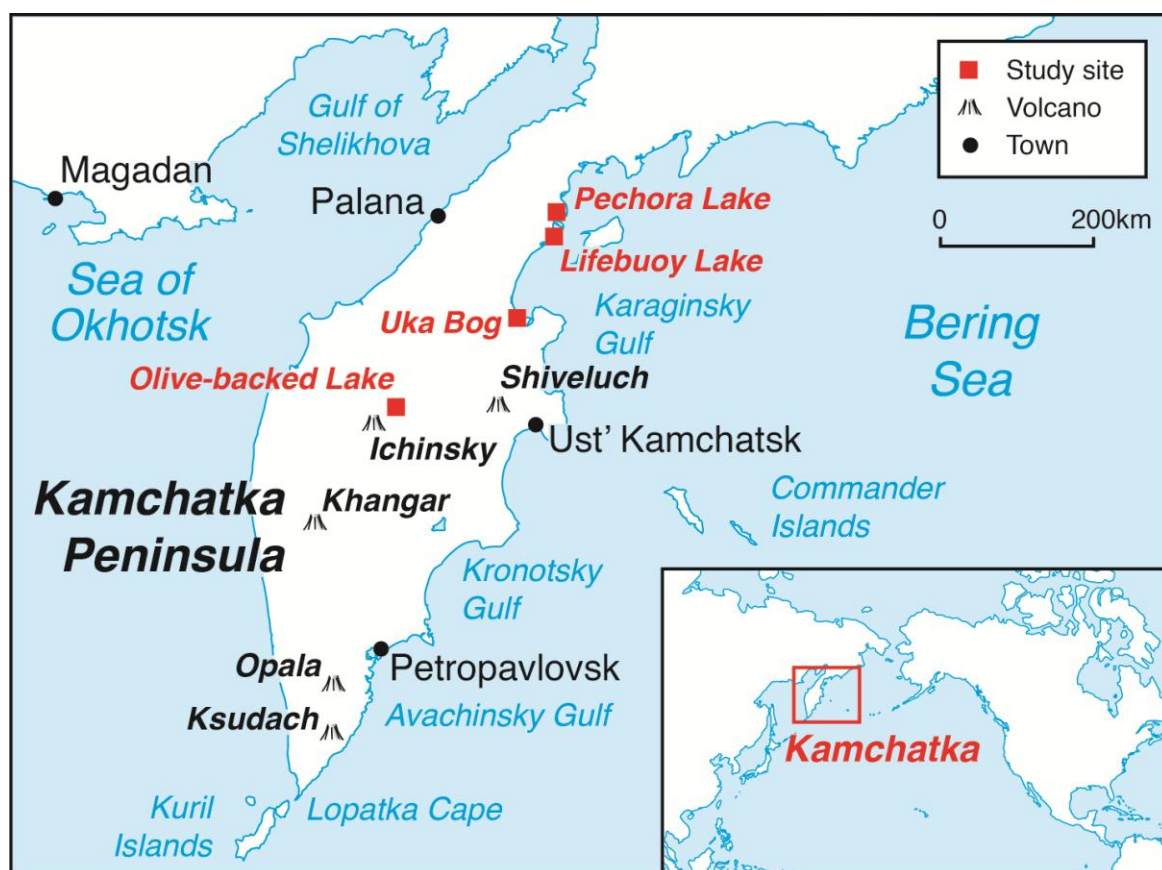 Study site
Volcano
Town
0 200km
Gulf of
Shelikhova
Magadan
Palana
Pechora Lake
Lifebuoy Lake
Sea of
Okhotsk
Uka Bog
Karaginsky
Gulf
Bering
Sea
Olive-backed Lake
Shiveluch
Ichinsky
Ust’ Kamchatsk
Kamchatka
Peninsula
Khangar
Commander
Islands
Kronotsky
Gulf
Opala
Petropavlovsk
Ksudach
Avachinsky Gulf
Kuril
Islands
Lopatka Cape
Kamchatka